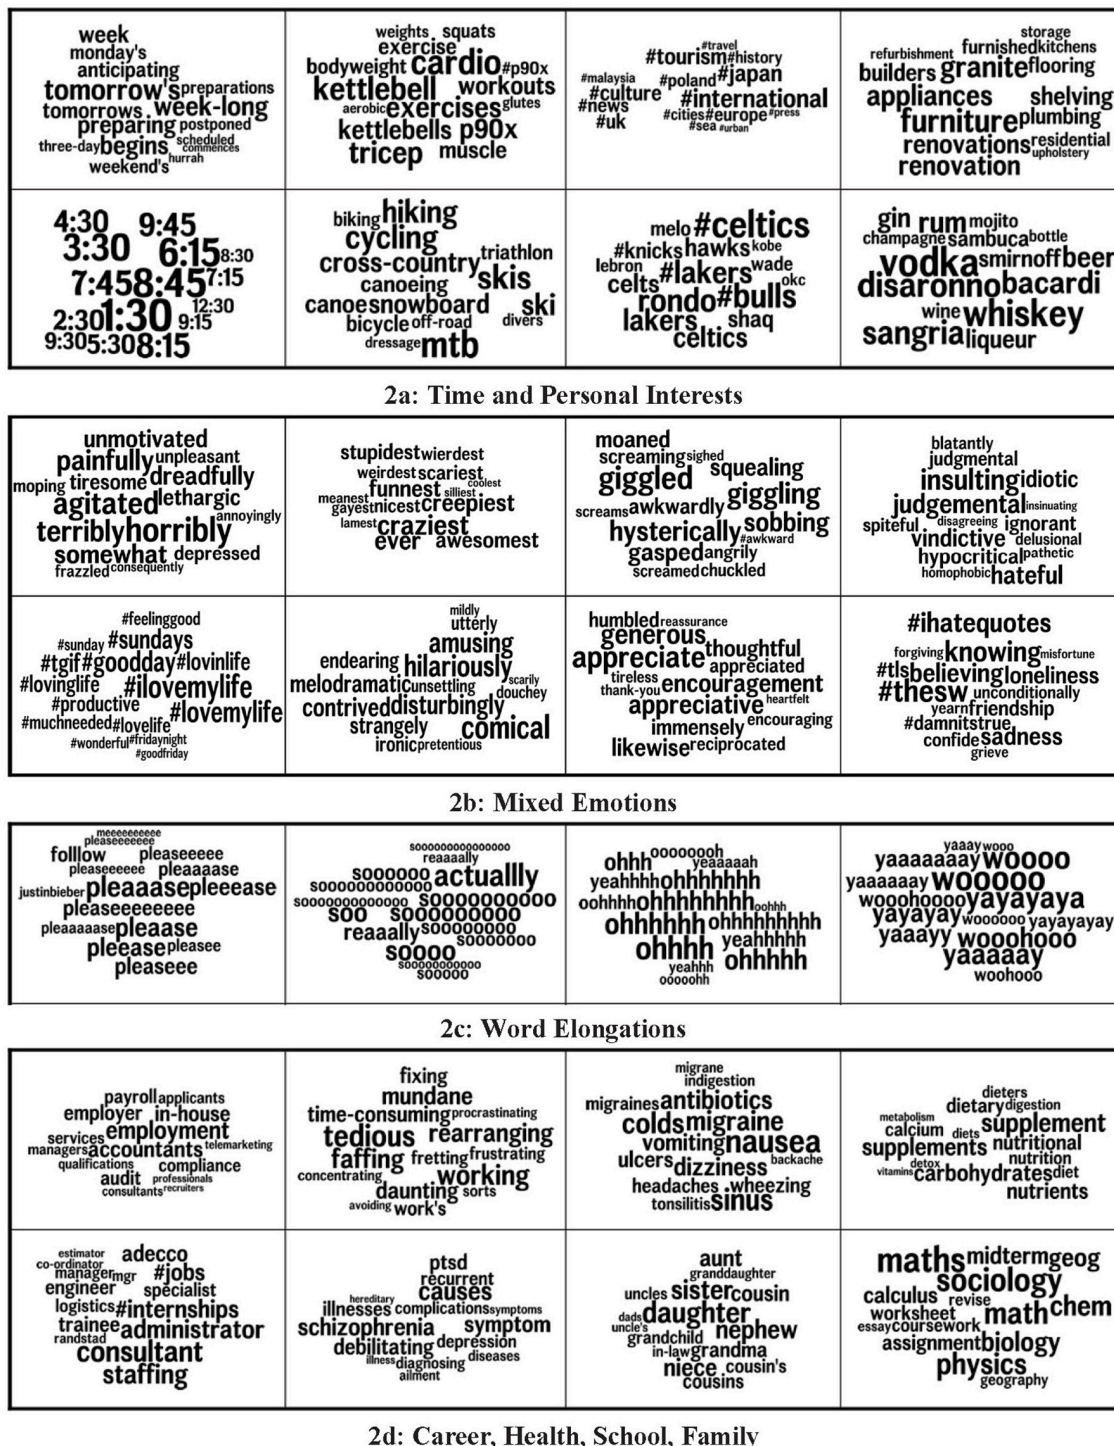 week
monday's
anticipating
tomorrow's preparations
tomorrows week-long
preparing postponed
three-day begins scheduled
commences
weekend's hurrah
weights squats
exercise
bodyweight cardio #p90x
kettlebell workouts
aerobic exercises glutes
kettlebells p90x
tricep muscle
#travel
#tourism #history
#malaysia #poland #japan
#culture
#news #international
#uk #cities #europe #press
#sea #urban
storage
refurbishment furnished kitchens
builders granite flooring
appliances shelving
furniture plumbing
renovations residential
upholstery
renovation
4:30 9:45
3:30 6:15 8:30
7:45 8:45 7:15
12:30
2:30 1:30 9:15
9:30 5:30 8:15
biking hiking
cycling triathlon
cross-country skis
canoeing
canoe snowboard ski
bicycle off-road divers
dressage mtb
melo #celtics
#knicks hawks kobe
lebron #lakers wade
celts okc
rondo #bulls
lakers shaq
celtics
gin rum mojito
champagne sambuca bottle
vodka smirnoff beer
disaronno bacardi
wine whiskey
sangria liqueur
2a: Time and Personal Interests
unmotivated
painfully unpleasant
moping tiresome dreadfully
agitated lethargic
annoyingly
terribly horribly
somewhat depressed
frazzled consequently
stupidest wierdest
weirdest scariest
funnest silliest coolest
meanest
gayest nicest creepiest
lamest craziest
ever awesomest
moaned
screaming sighed
giggled squealing
giggling
screams awkwardly
hysterically sobbing
#awkward
gasped angrily
screamed chuckled
blatantly
judgmental
insulting idiotic
judgemental insinuating
spiteful disagreeing ignorant
vindictive delusional
hypocritical pathetic
homophobic hateful
#feelinggood
#sunday #sundays
#tgif #goodday #lovinlife
#lovinglife #ilovemylife
#productive
#muchneeded #lovelife #lovemylife
#wonderful #fridaynight
#goodfriday
mildly
utterly
amusing
endearing hilariously
scarily
melodramatic unsettling
douchey
contrived disturbingly
strangely comical
ironic pretentious
humbled reassurance
generous
appreciate thoughtful
appreciated
tireless
thank-you encouragement
heartfelt
appreciative
immensely encouraging
likewise reciprocated
#ihatequotes
forgiving knowing misfortune
#tls believing loneliness
#thesw unconditionally
yearn friendship
#damnitstrue
confide sadness
grieve
2b: Mixed Emotions
meeeeeeeeee
pleaseeeeeee
folllow pleaseeeee
pleaseeeeee pleaaaase
justinbieber pleaaase pleeease
pleaseeeeeeeee
pleaaaaase pleaase
pleease pleasee
pleaseee
reaaaally
actuallly
soo
reaaally
soooo
ohhh
yeaaaaah
yeahhhh
ohhhh
yeahhhhh
yeahhh
ohhhhh
yaaay wooo
yaaaaaaay woooo
yaaaaaay wooooo
wooohoooo yayayaya
yayayay woooooo yayayayay
yaaayy wooohooo
yaaaaay
woohooo
2c: Word Elongations
payroll applicants
employer in-house
services employment
managers accountants telemarketing
qualifications compliance
audit professionals
consultants recruiters
fixing
mundane
time-consuming procrastinating
tedious rearranging
faffing fretting frustrating
concentrating working
daunting sorts
avoiding work's
migrane
indigestion
migraines antibiotics
colds migraine
vomiting nausea
ulcers dizziness backache
headaches wheezing
tonsilitis sinus
dieters
dietary digestion
metabolism
calcium diets supplement
supplements nutritional
detox nutrition
vitamins carbohydrates diet
nutrients
estimator adecco
co-ordinator
manager mgr #jobs
engineer specialist
logistics #internships
trainee administrator
randstad
consultant
staffing
ptsd
recurrent
causes
hereditary
illnesses complications symptoms
schizophrenia symptom
debilitating depression
illness diagnosing diseases
ailment
aunt
granddaughter
uncles sister cousin
dads daughter
uncle's nephew
grandchild
in-law grandma
niece cousin's
cousins
maths midterm geog
sociology
calculus revise
worksheet math chem
essay coursework
assignment biology
physics
geography
2d: Career, Health, School, Family